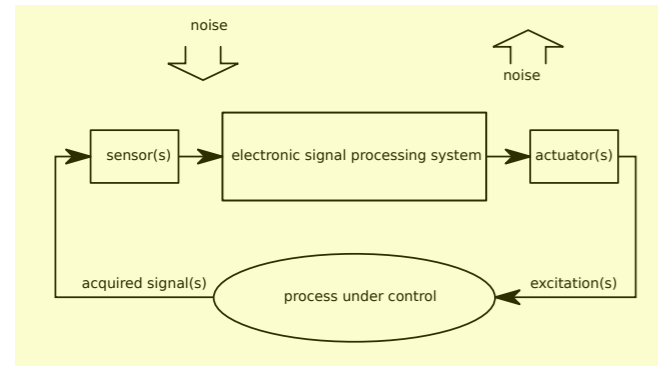 noise
noise
sensor(s)
electronic signal processing system
actuator(s)
acquired signal(s)
process under control
excitation(s)